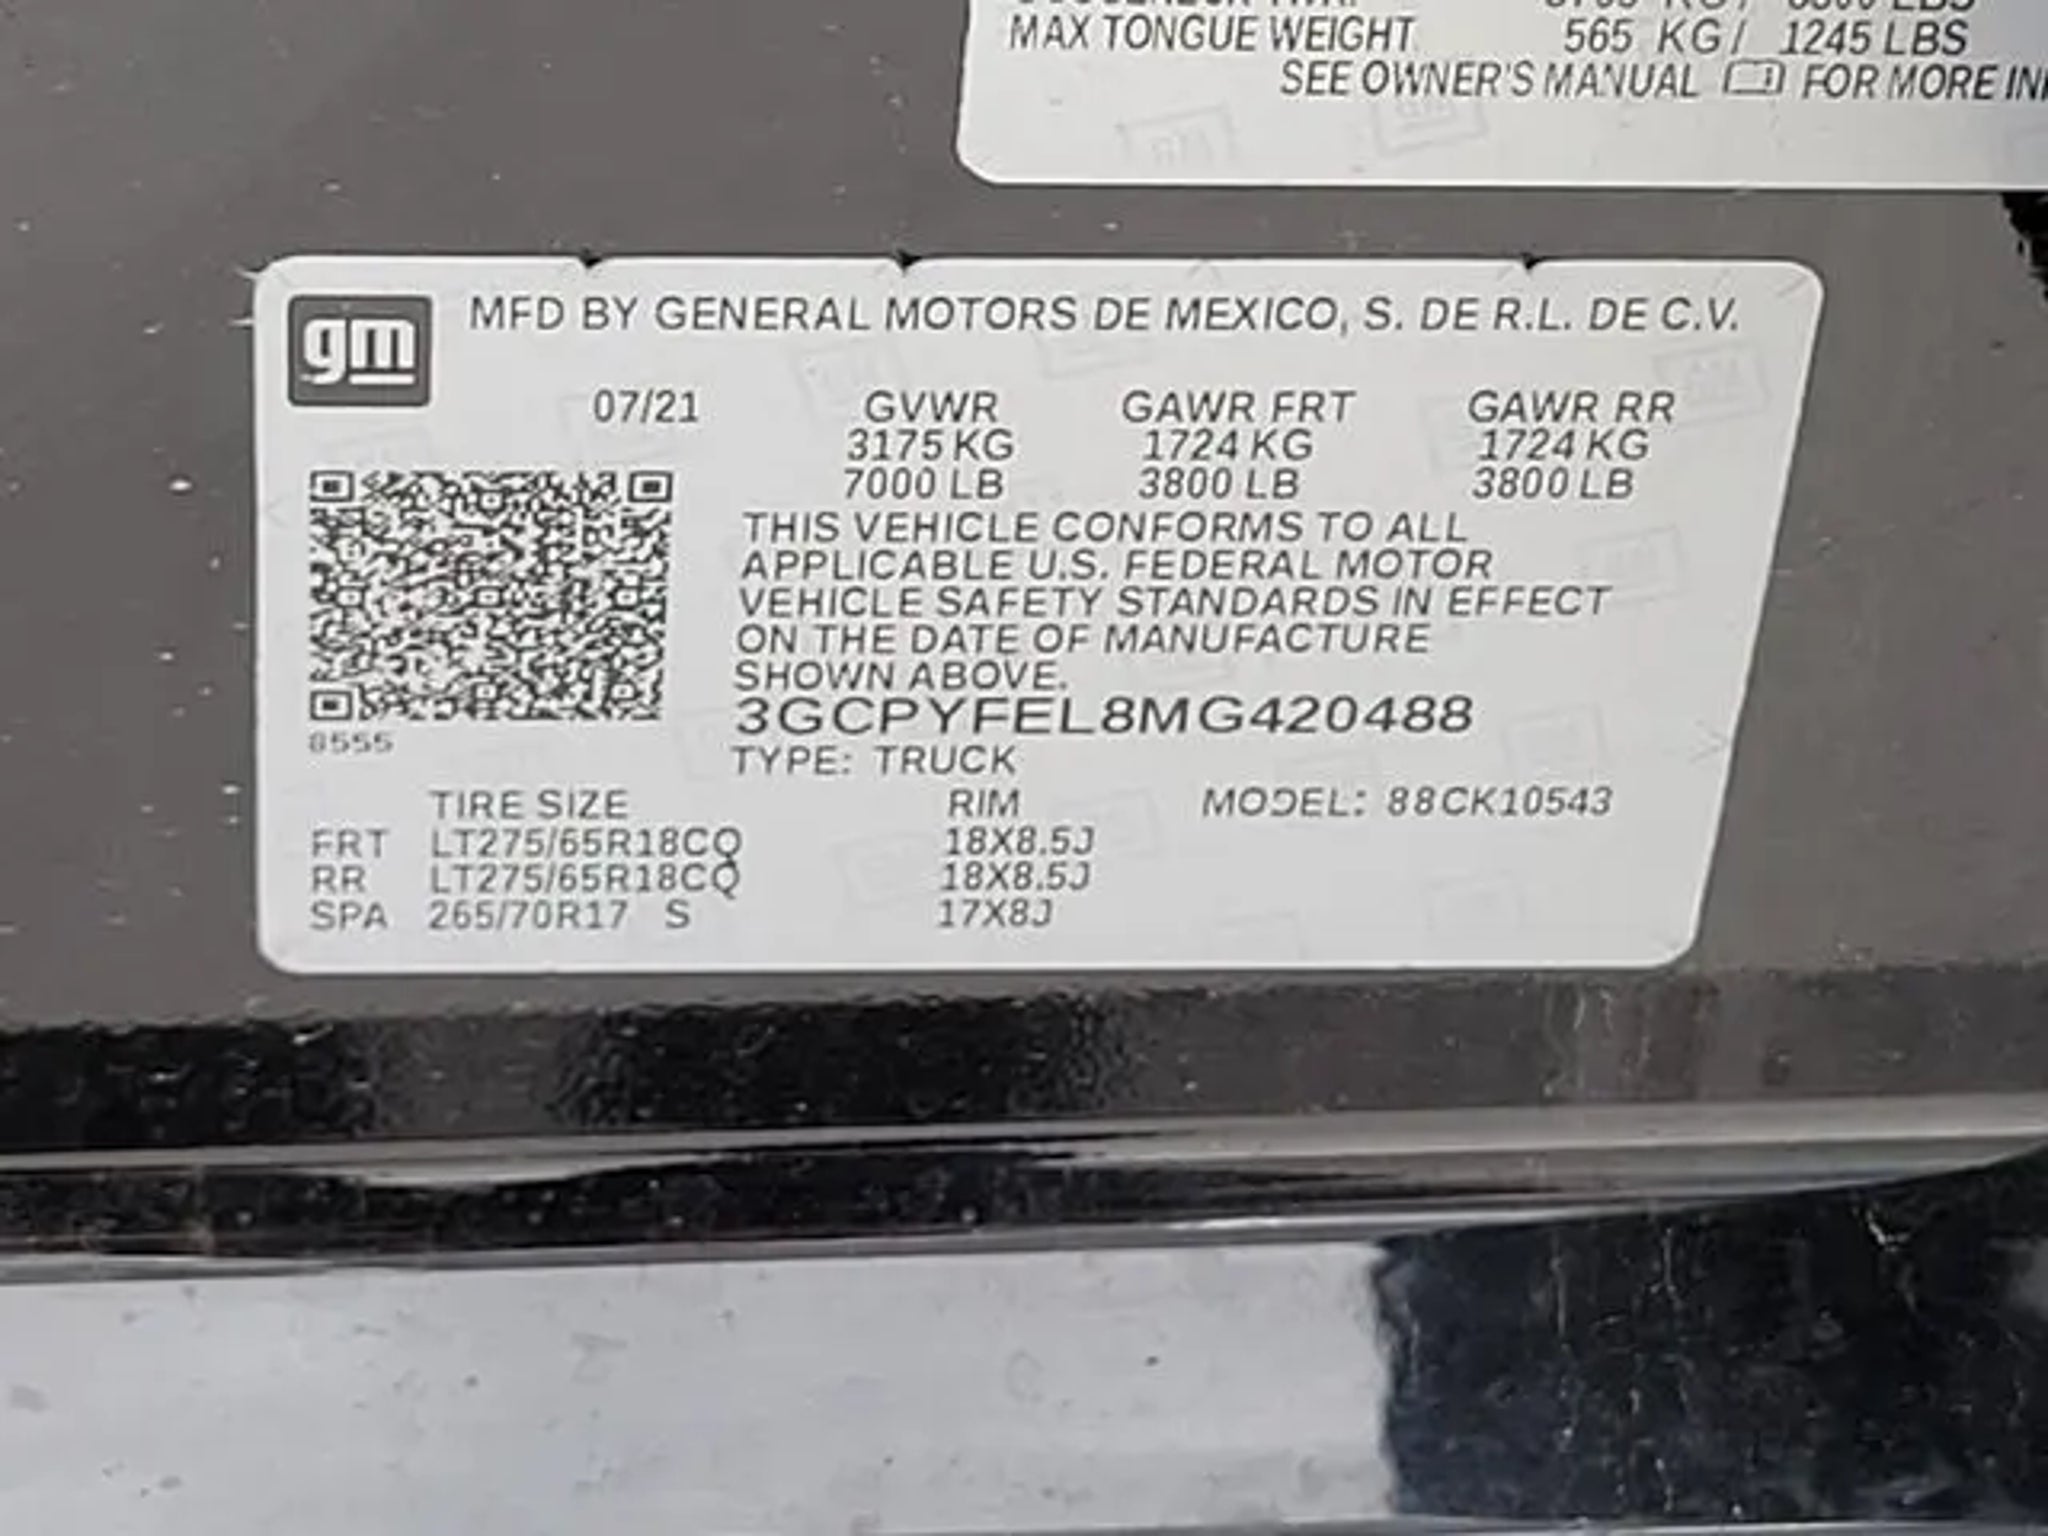 MAX TONGUE WEIGHT 565 KG / 1245 LBS
SEE OWNER'S MANUAL FOR MORE
gm
MFD BY GENERAL MOTORS DE MEXICO, S. DE R.L. DE C.V.
07/21 GVWR GAWR FRT GAWR RR
3175 KG 1724 KG 1724 KG
7000 LB 3800 LB 3800 LB
THIS VEHICLE CONFORMS TO ALL
APPLICABLE U.S. FEDERAL MOTOR
VEHICLE SAFETY STANDARDS IN EFFECT
ON THE DATE OF MANUFACTURE
SHOWN ABOVE.
3GCPYFEL8MG420488
8555
TYPE: TRUCK
TIRE SIZE RIM MODEL: 88CK10543
FRT LT275/65R18CQ 18X8.5J
RR LT275/65R18CQ 18X8.5J
SPA 265/70R17 S 17X8J